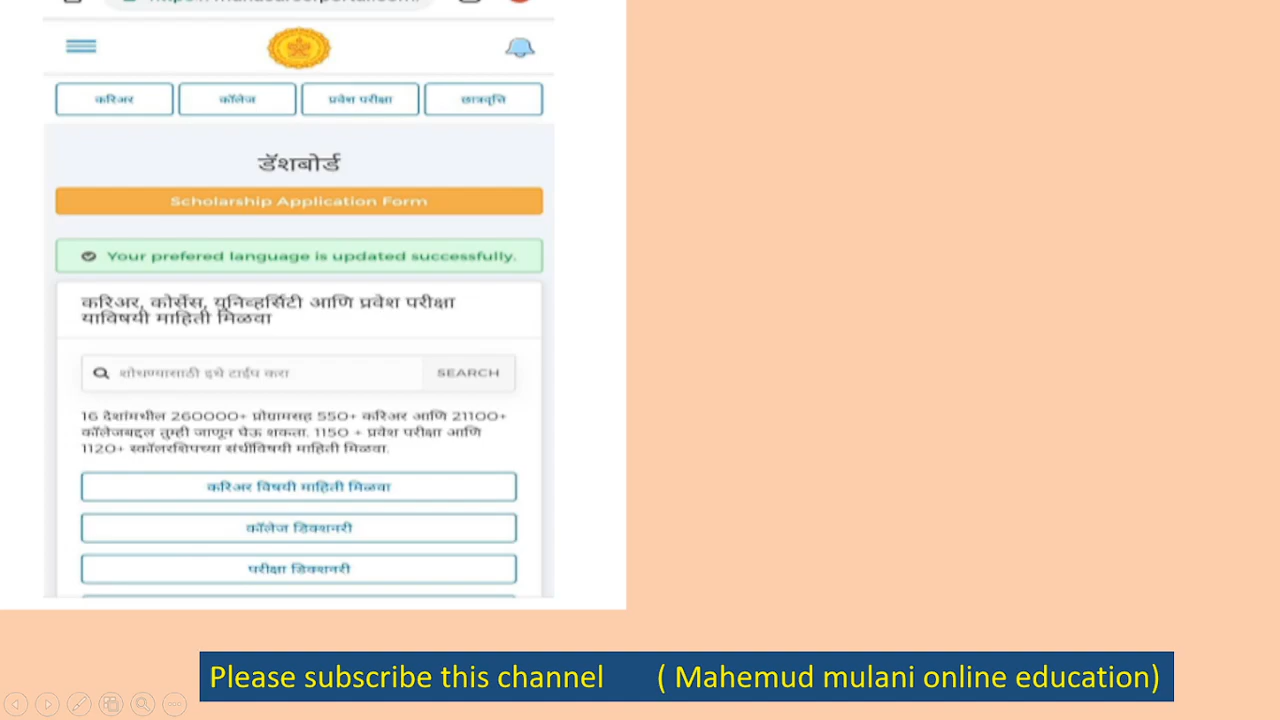 करिअर
कॉलेज
प्रवेश परीक्षा
छात्रवृत्ति
डॅशबोर्ड
Scholarship Application Form
Your prefered language is updated successfully.
करिअर, कोर्सेस, युनिव्हर्सिटी आणि प्रवेश परीक्षा
याविषयी माहिती मिळवा
शोधण्यासाठी इथे टाईप करा
SEARCH
16 देशांमधील 260000+ प्रोग्रामसह 550+ करिअर आणि 21100+
कॉलेजबद्दल तुम्ही जाणून घेऊ शकता. 1150 + प्रवेश परीक्षा आणि
1120+ स्कॉलरशिपच्या संधींविषयी माहिती मिळवा.
करिअर विषयी माहिती मिळवा
कॉलेज डिक्शनरी
परीक्षा डिक्शनरी
Please subscribe this channel ( Mahemud mulani online education)